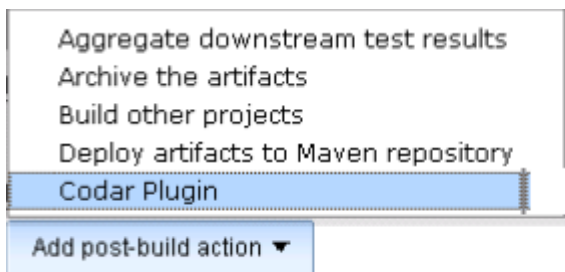 Aggregate downstream test results
Archive the artifacts
Build other projects
Deploy artifacts to Maven repository
Codar Plugin
Add post-build action ▼